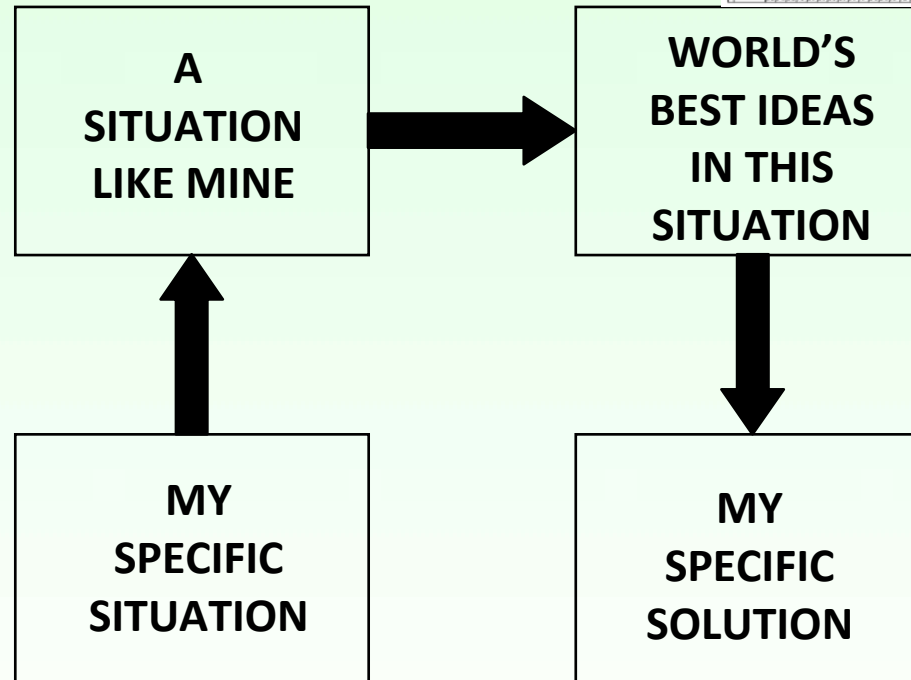 A
SITUATION
LIKE MINE
WORLD’S
BEST IDEAS
IN THIS
SITUATION
MY
SPECIFIC
SITUATION
MY
SPECIFIC
SOLUTION